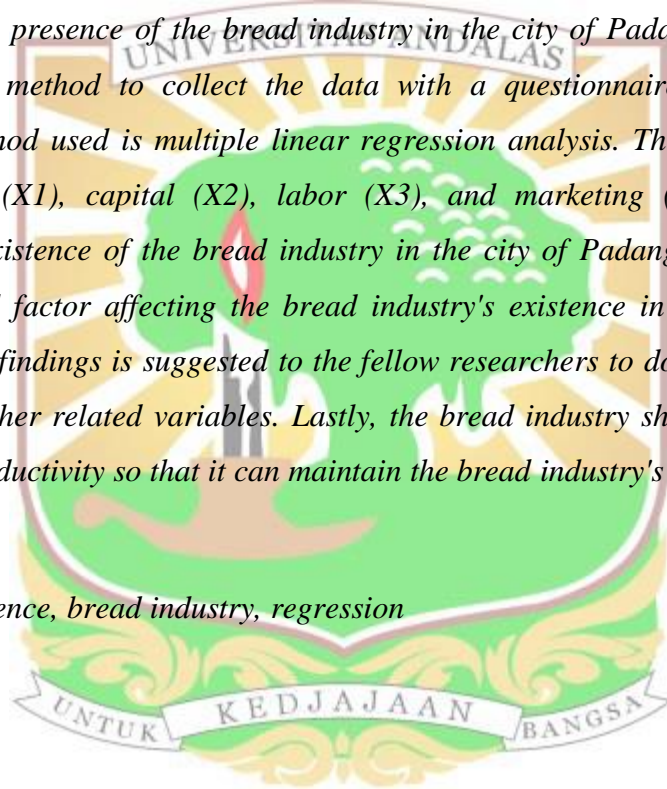 presence of the bread industry in the city of Pada
UNIVERSITAS ANDALAS
method to collect the data with a questionnaire
od used is multiple linear regression analysis. Th
(X1), capital (X2), labor (X3), and marketing (
istence of the bread industry in the city of Padang
factor affecting the bread industry's existence in
findings is suggested to the fellow researchers to do
her related variables. Lastly, the bread industry sh
ductivity so that it can maintain the bread industry's
ence, bread industry, regression
UNTUK KEDJAJAAN BANGSA